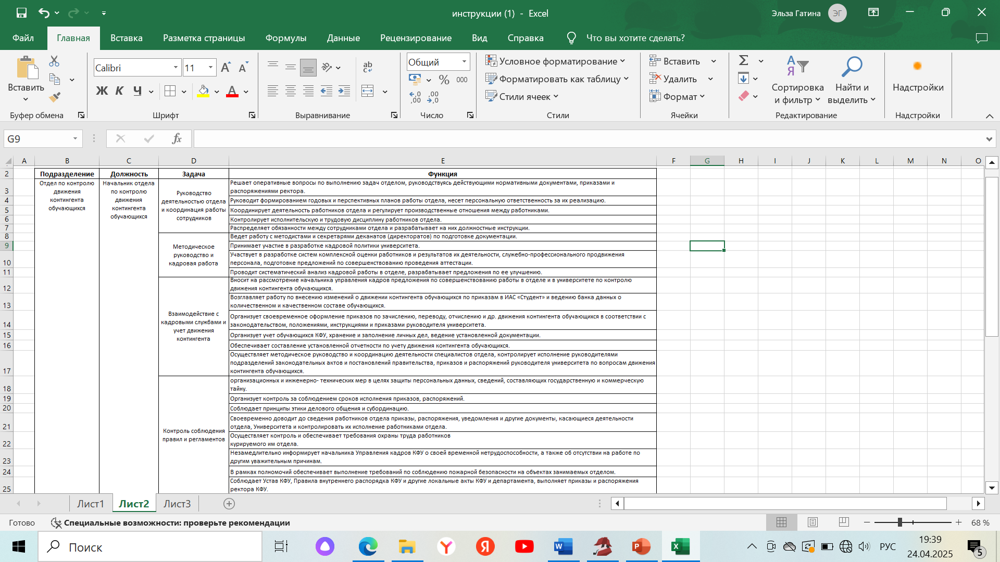 инструкции (1) - Excel
Эльза Гатина
ЭГ
Файл
Главная
Вставка
Разметка страницы
Формулы
Данные
Рецензирование
Вид
Справка
Что вы хотите сделать?
Вставить
Буфер обмена
Calibri
11
Ж К Ч
Шрифт
Выравнивание
Общий
% 000
Число
Условное форматирование
Форматировать как таблицу
Стили ячеек
Стили
Вставить
Удалить
Формат
Ячейки
Сортировка
и фильтр
Найти и
выделить
Редактирование
Надстройки
Надстройки
G9
fx
A B C D E F G H I J K L M N O
2
Подразделение
Должность
Задача
Функция
Отдел по контролю
движения
контингента
обучающихся
Начальник отдела
по контролю
движения
контингента
обучающихся
Руководство
деятельностью отдела
и координация работы
сотрудников
3
Решает оперативные вопросы по выполнению задач отделом, руководствуясь действующими нормативными документами, приказами и
распоряжениями ректора.
4
Руководит формированием годовых и перспективных планов работы отдела, несет персональную ответственность за их реализацию.
5
Координирует деятельность работников отдела и регулирует производственные отношения между работниками.
6
Контролирует исполнительскую и трудовую дисциплину работников отдела.
7
Распределяет обязанности между сотрудниками отдела и разрабатывает на них должностные инструкции.
Методическое
руководство и
кадровая работа
8
Ведет работу с методистами и секретарями деканатов (директоратов) по подготовке документации.
9
Принимает участие в разработке кадровой политики университета.
10
Участвует в разработке систем комплексной оценки работников и результатов их деятельности, служебно-профессионального продвижения
персонала, подготовке предложений по совершенствованию проведения аттестации.
11
Проводит систематический анализ кадровой работы в отделе, разрабатывает предложения по ее улучшению.
Взаимодействие с
кадровыми службами и
учет движения
контингента
12
Вносит на рассмотрение начальника управления кадров предложения по совершенствованию работы в отделе и в университете по контролю
движения контингента обучающихся.
13
Возглавляет работу по внесению изменений о движении контингента обучающихся по приказам в ИАС «Студент» и ведению банка данных о
количественном и качественном составе обучающихся.
14
Организует своевременное оформление приказов по зачислению, переводу, отчислению и др. движения контингента обучающихся в соответствии с
законодательством, положениями, инструкциями и приказами руководителя университета.
15
Организует учет обучающихся КФУ, хранение и заполнение личных дел, ведение установленной документации.
16
Обеспечивает составление установленной отчетности по учету движения контингента обучающихся.
17
Осуществляет методическое руководство и координацию деятельности специалистов отдела, контролирует исполнение руководителями
подразделений законодательных актов и постановлений правительства, приказов и распоряжений руководителя университета по вопросам движения
контингента обучающихся.
Контроль соблюдения
правил и регламентов
18
организационных и инженерно- технических мер в целях защиты персональных данных, сведений, составляющих государственную и коммерческую
тайну.
19
Организует контроль за соблюдением сроков исполнения приказов, распоряжений.
20
Соблюдает принципы этики делового общения и субординацию.
21
Своевременно доводит до сведения работников отдела приказы, распоряжения, уведомления и другие документы, касающиеся деятельности
отдела, Университета и контролировать их исполнение работниками отдела.
22
Осуществляет контроль и обеспечивает требования охраны труда работников
курируемого им отдела.
23
Незамедлительно информирует начальника Управления кадров КФУ о своей временной нетрудоспособности, а также об отсутствии на работе по
другим уважительным причинам.
24
В рамках полномочий обеспечивает выполнение требований по соблюдению пожарной безопасности на объектах занимаемых отделом.
25
Соблюдает Устав КФУ, Правила внутреннего распорядка КФУ и другие локальные акты КФУ и департамента, выполняет приказы и распоряжения
ректора КФУ.
Лист1
Лист2
Лист3
Готово
Специальные возможности: проверьте рекомендации
68 %
Поиск
РУС
19:39
24.04.2025
5